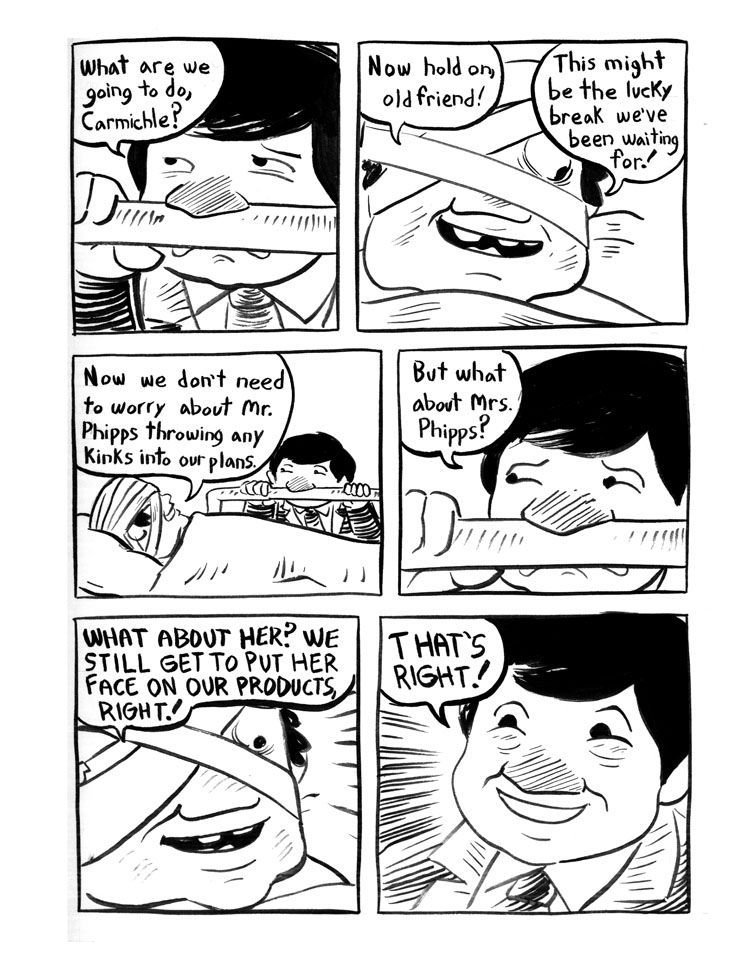 What are we
going to do,
Carmichle?
Now hold on,
old friend!
This might
be the lucky
break we've
been waiting
for!
Now we don't need
to worry about Mr.
Phipps throwing any
Kinks into our plans.
But what
about Mrs.
Phipps?
WHAT ABOUT HER? WE
STILL GET TO PUT HER
FACE ON OUR PRODUCTS,
RIGHT!
THAT'S
RIGHT!